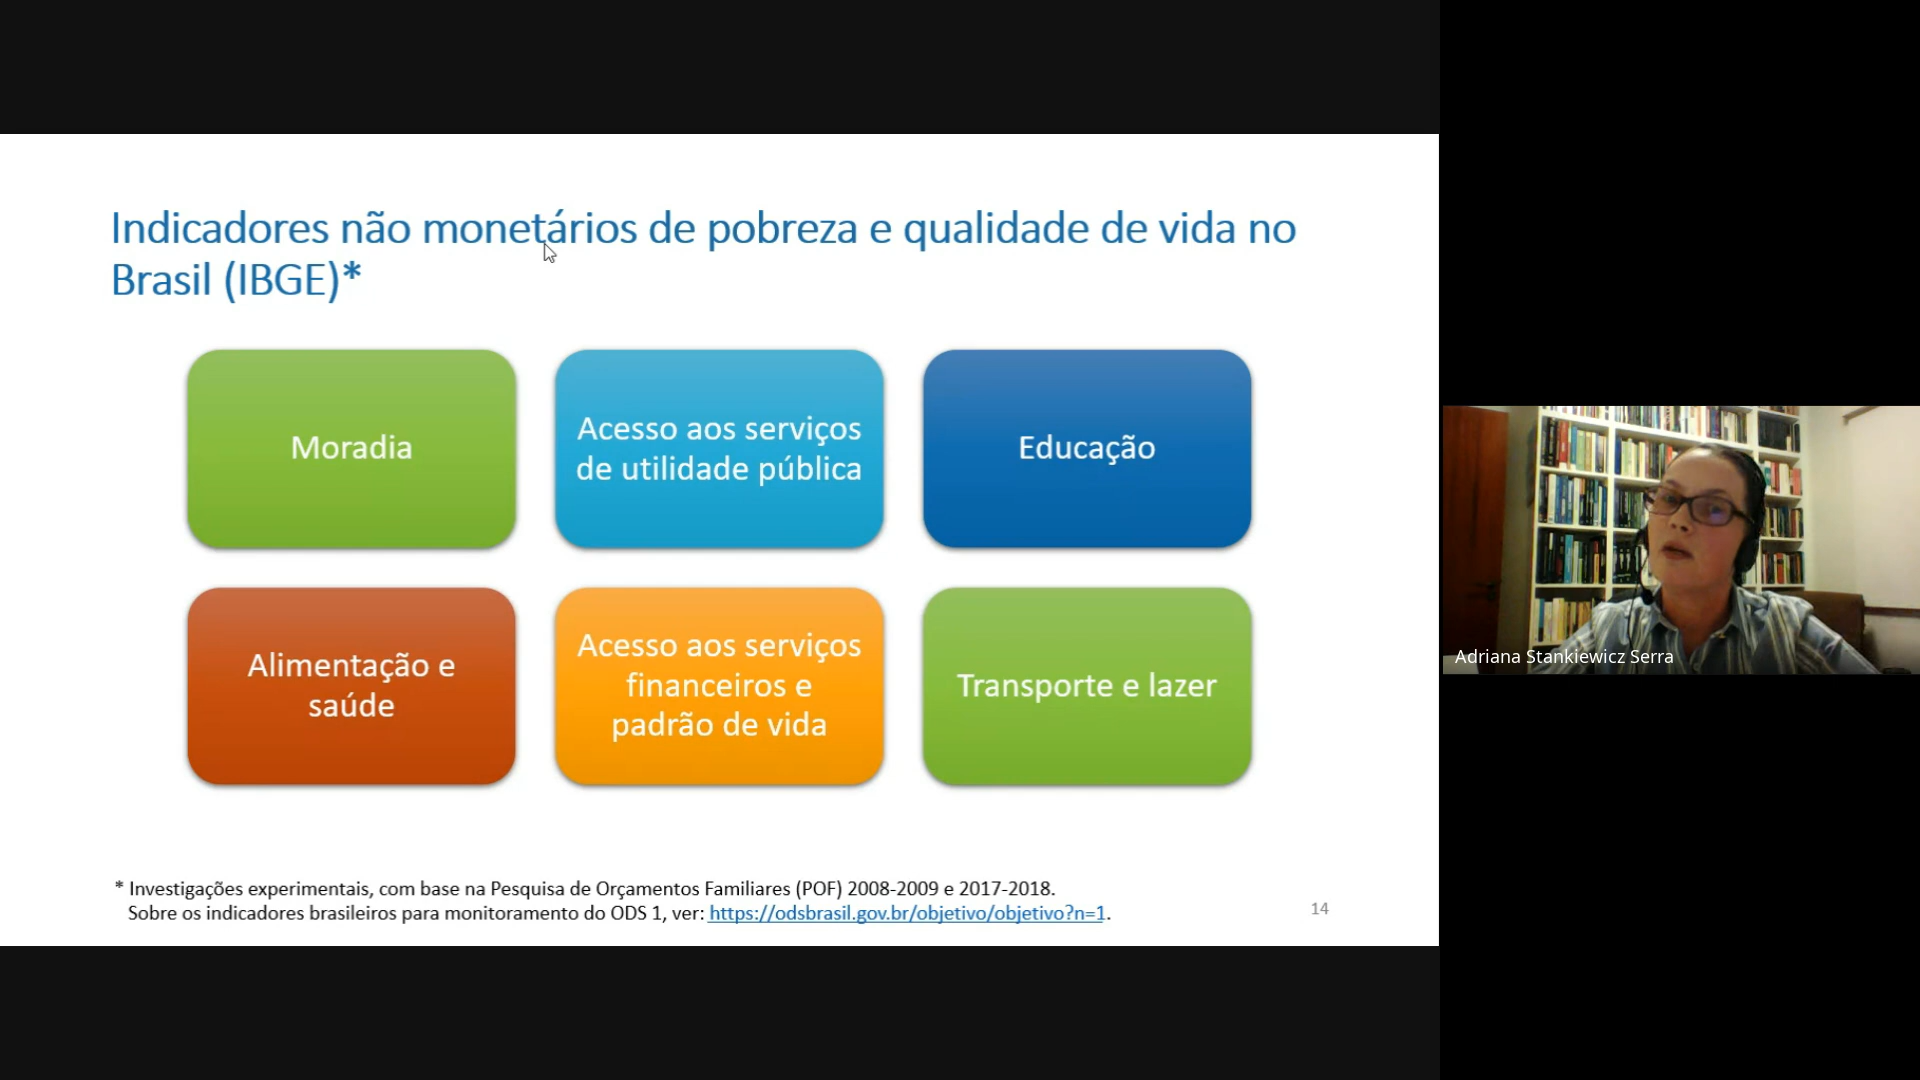 Indicadores não monetários de pobreza e qualidade de vida no
Brasil (IBGE)*
Moradia
Acesso aos serviços
de utilidade pública
Educação
Alimentação e
saúde
Acesso aos serviços
financeiros e
padrão de vida
Transporte e lazer
* Investigações experimentais, com base na Pesquisa de Orçamentos Familiares (POF) 2008-2009 e 2017-2018.
Sobre os indicadores brasileiros para monitoramento do ODS 1, ver: https://odsbrasil.gov.br/objetivo/objetivo?n=1.
14
Adriana Stankiewicz Serra